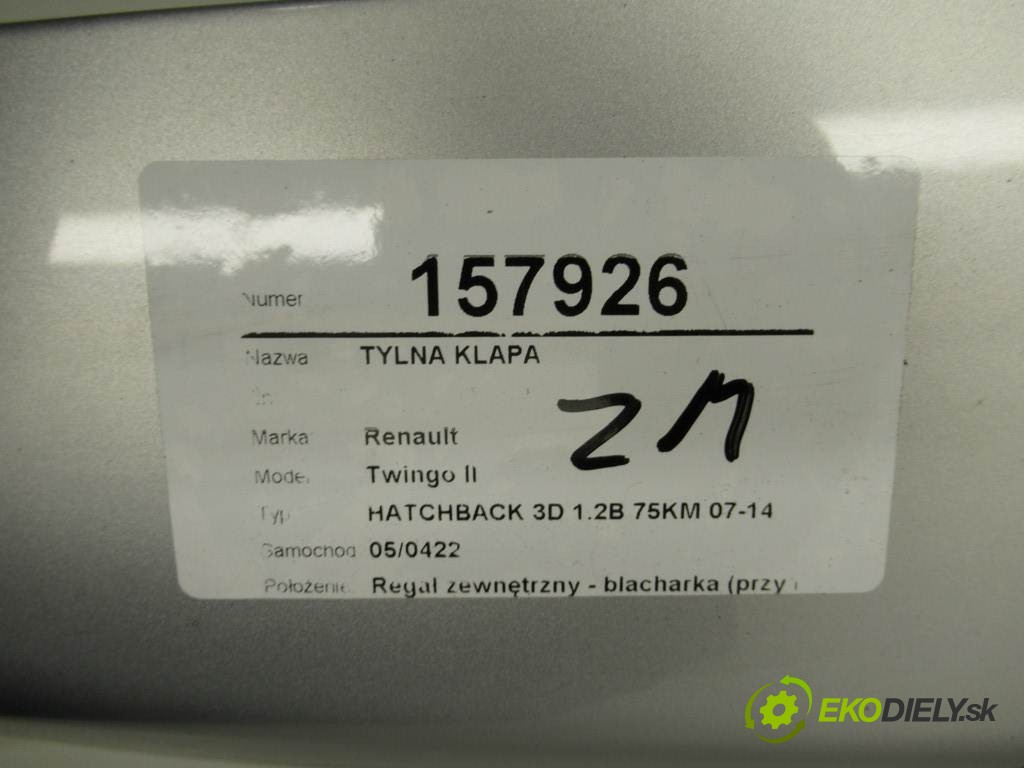 Numer 157926
Nazwa TYLNA KLAPA
Marka Renault
Model Twingo II
Typ HATCHBACK 3D 1.2B 75KM 07-14
Samochod 05/0422
Położenie Regał zewnętrzny - blacharka (przy
EKODIELY.sk